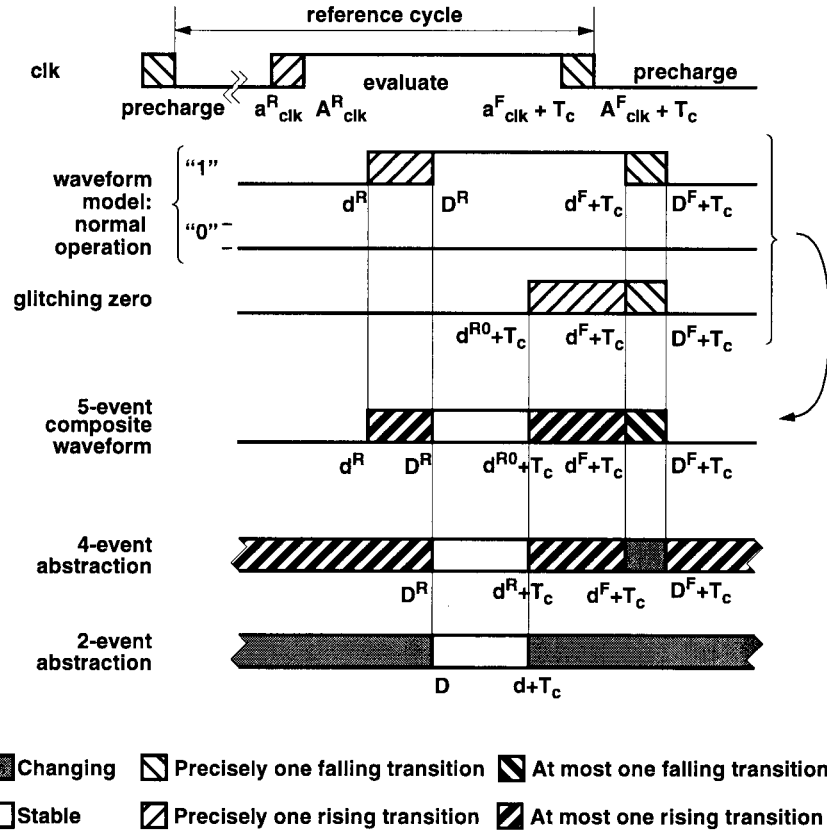 reference cycle
clk
evaluate
precharge
precharge
a^R_clk A^R_clk
a^F_clk + T_c A^F_clk + T_c
waveform model: normal operation
"1"
d^R D^R d^F+T_c D^F+T_c
"0"
glitching zero
d^R0+T_c d^F+T_c D^F+T_c
5-event
composite
waveform
d^R D^R d^R0+T_c d^F+T_c D^F+T_c
4-event
abstraction
D^R d^R+T_c d^F+T_c D^F+T_c
2-event
abstraction
D d+T_c
Changing Precisely one falling transition At most one falling transition
Stable Precisely one rising transition At most one rising transition